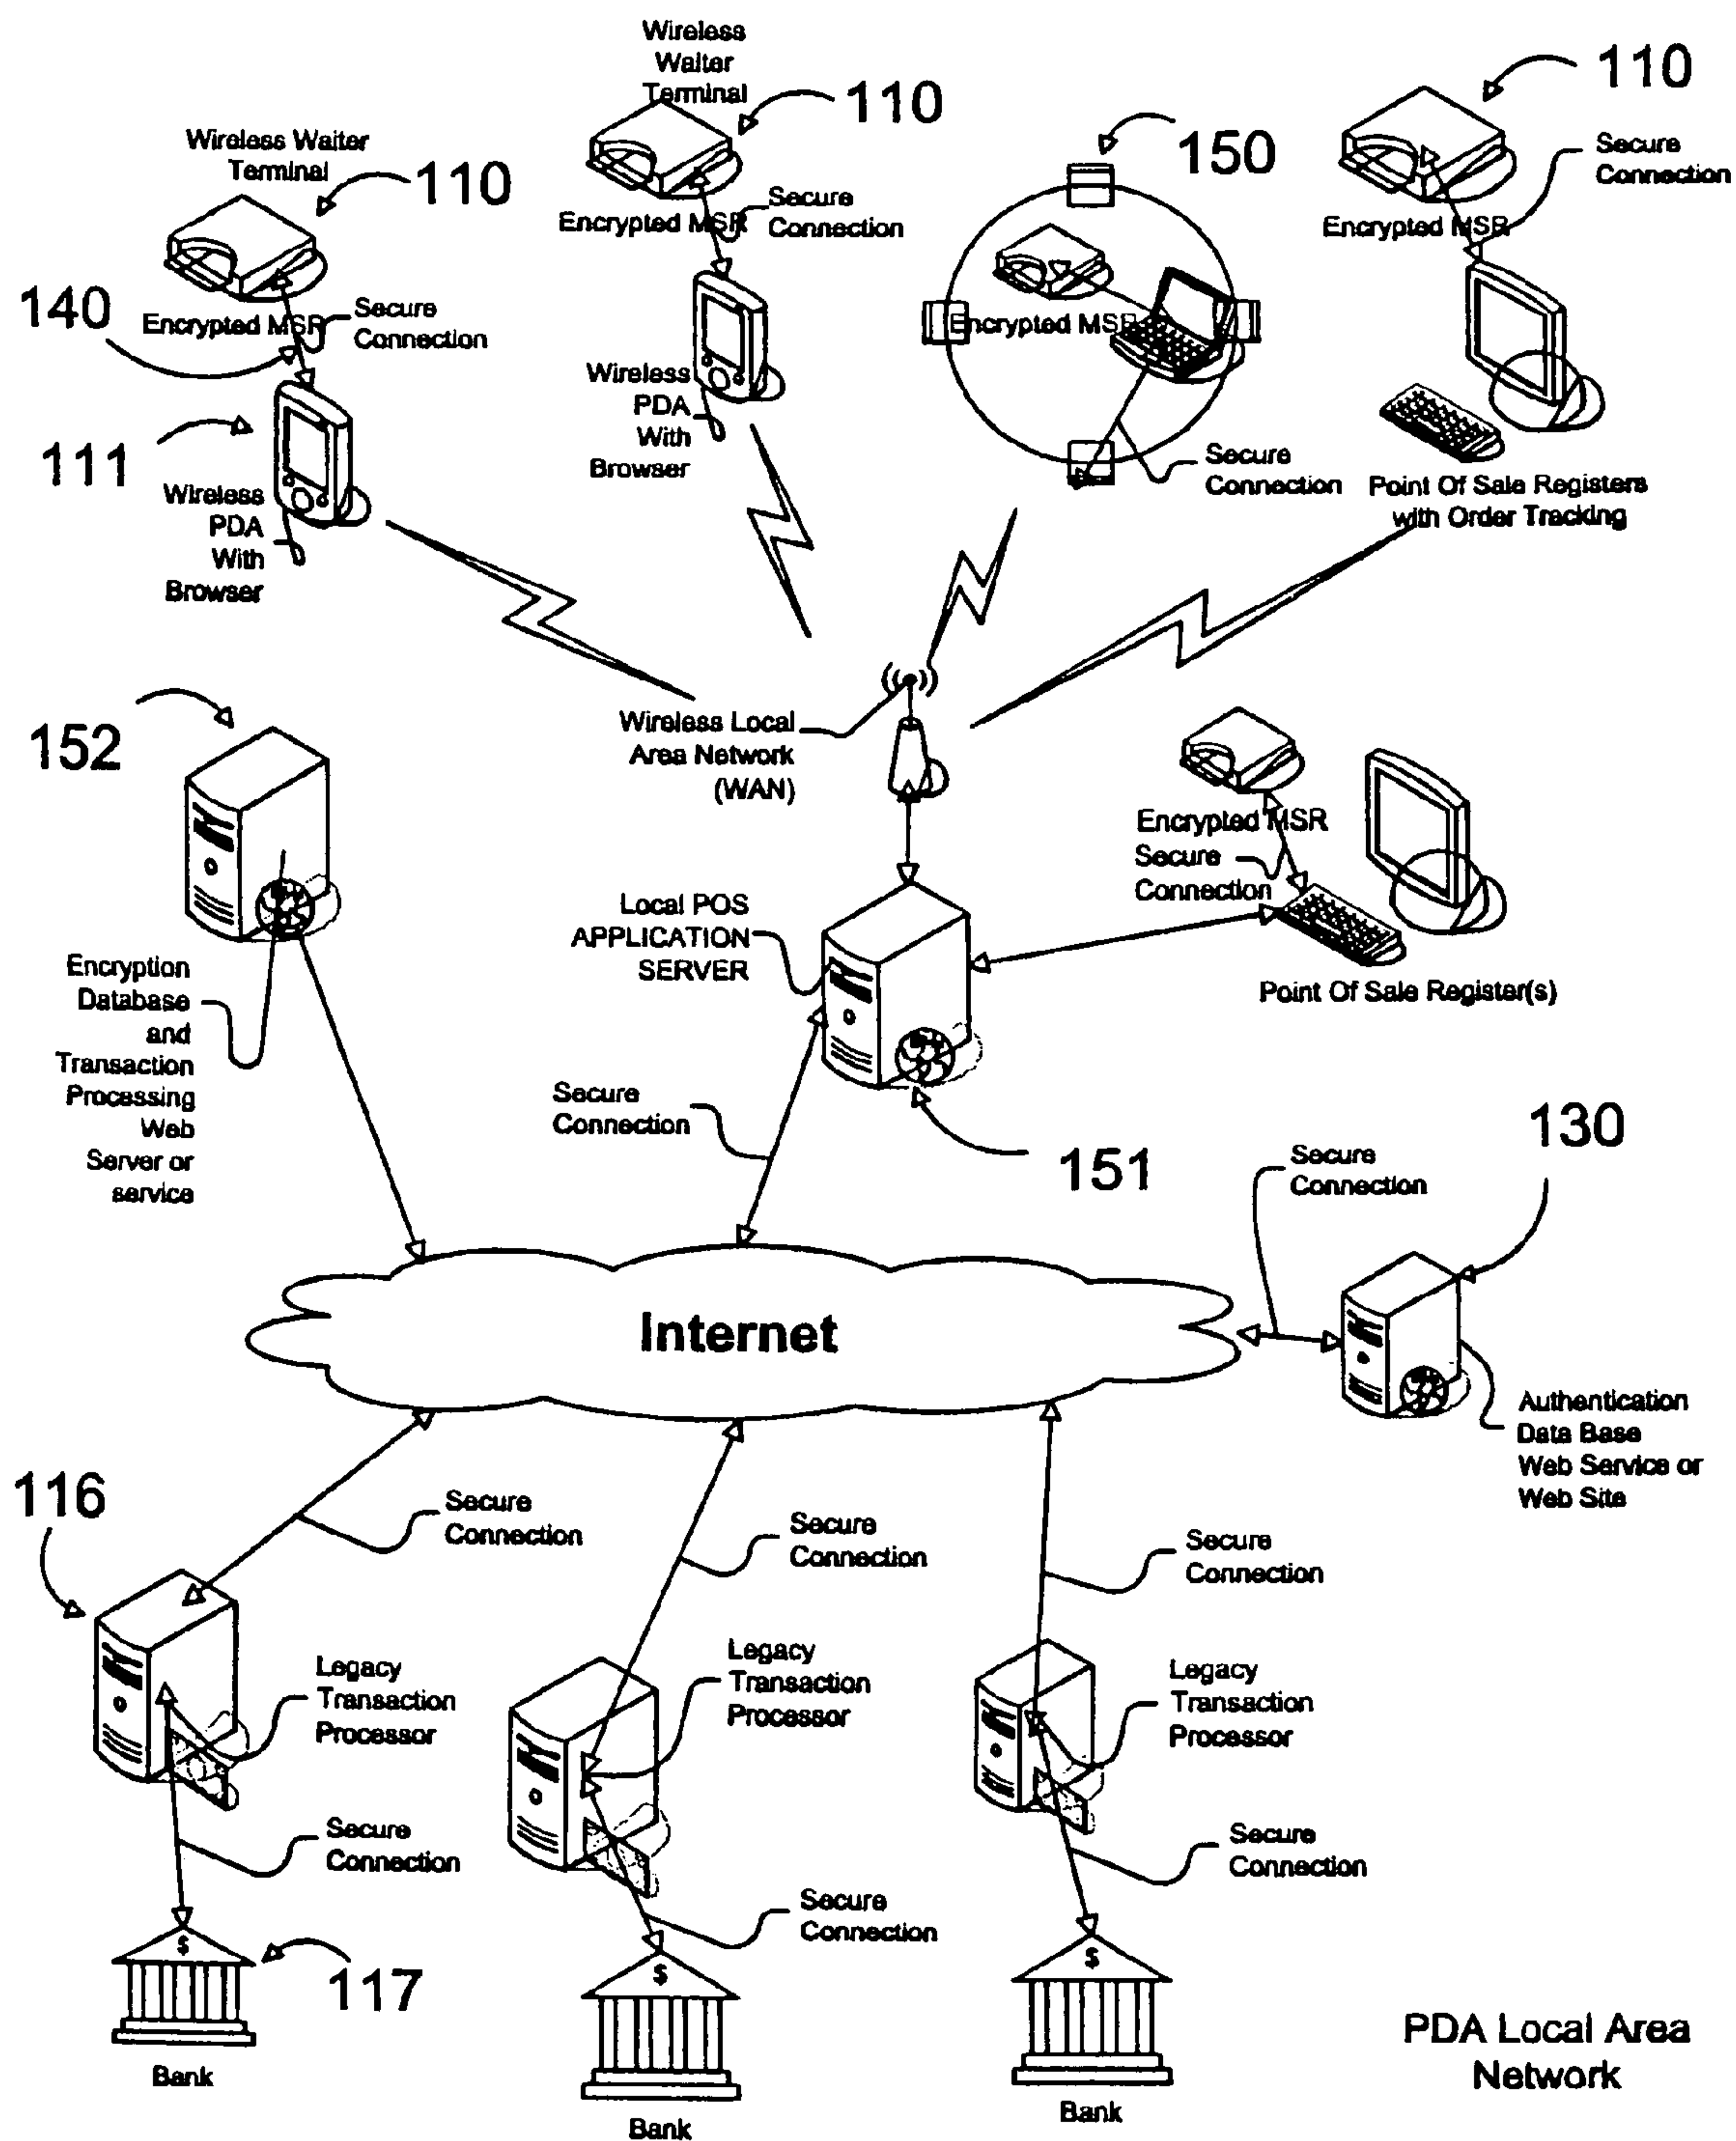 Wireless
Waiter
Terminal
110
110
Wireless Waiter
Terminal
110
150
Secure
Connection
Secure
Connection
Encrypted MSR
Encrypted MSR
140
Encrypted MSR
Secure
Connection
Encrypted MSR
Wireless
PDA
With
Browser
111
Wireless
PDA
With
Browser
Secure
Connection
Point Of Sale Registers
with Order Tracking
152
Wireless Local
Area Network
(WAN)
Encrypted MSR
Secure
Connection
Local POS
APPLICATION
SERVER
Point Of Sale Register(s)
Encryption
Database
and
Transaction
Processing
Web
Server or
service
Secure
Connection
151
130
Secure
Connection
Internet
Authentication
Data Base
Web Service or
Web Site
116
Secure
Connection
Secure
Connection
Secure
Connection
Legacy
Transaction
Processor
Legacy
Transaction
Processor
Legacy
Transaction
Processor
Secure
Connection
Secure
Connection
Secure
Connection
$
$
$
117
Bank
Bank
Bank
PDA Local Area
Network